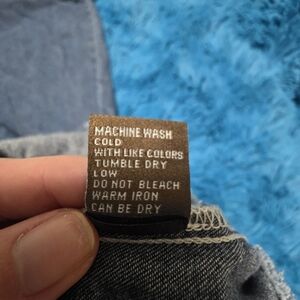 MACHINE WASH
COLD
WITH LIKE COLORS
TUMBLE DRY
LOW
DO NOT BLEACH
WARM IRON
CAN BE DRY